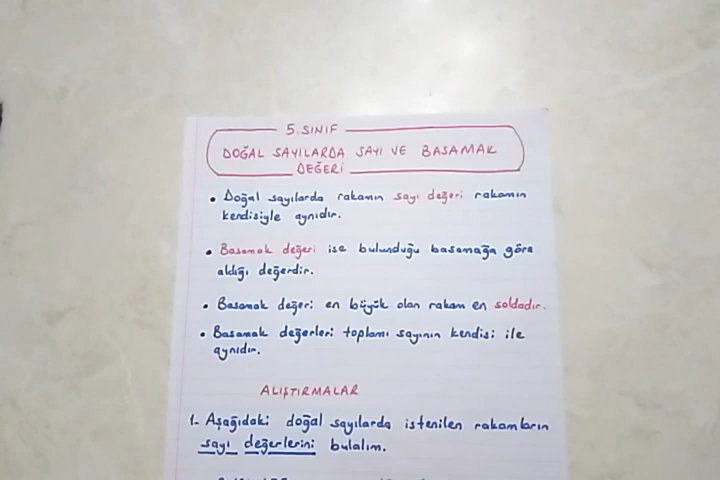 5. SINIF
DOĞAL SAYILARDA SAYI VE BASAMAK
DEĞERİ
• Doğal sayılarda rakamın sayı değeri rakamın
kendisiyle aynıdır.
• Basamak değeri ise bulunduğu basamağa göre
aldığı değerdir.
• Basamak değeri en büyük olan rakam en soldadır.
• Basamak değerleri toplamı sayının kendisi ile
aynıdır.
ALIŞTIRMALAR
1- Aşağıdaki doğal sayılarda istenilen rakamların
sayı değerlerini bulalım.